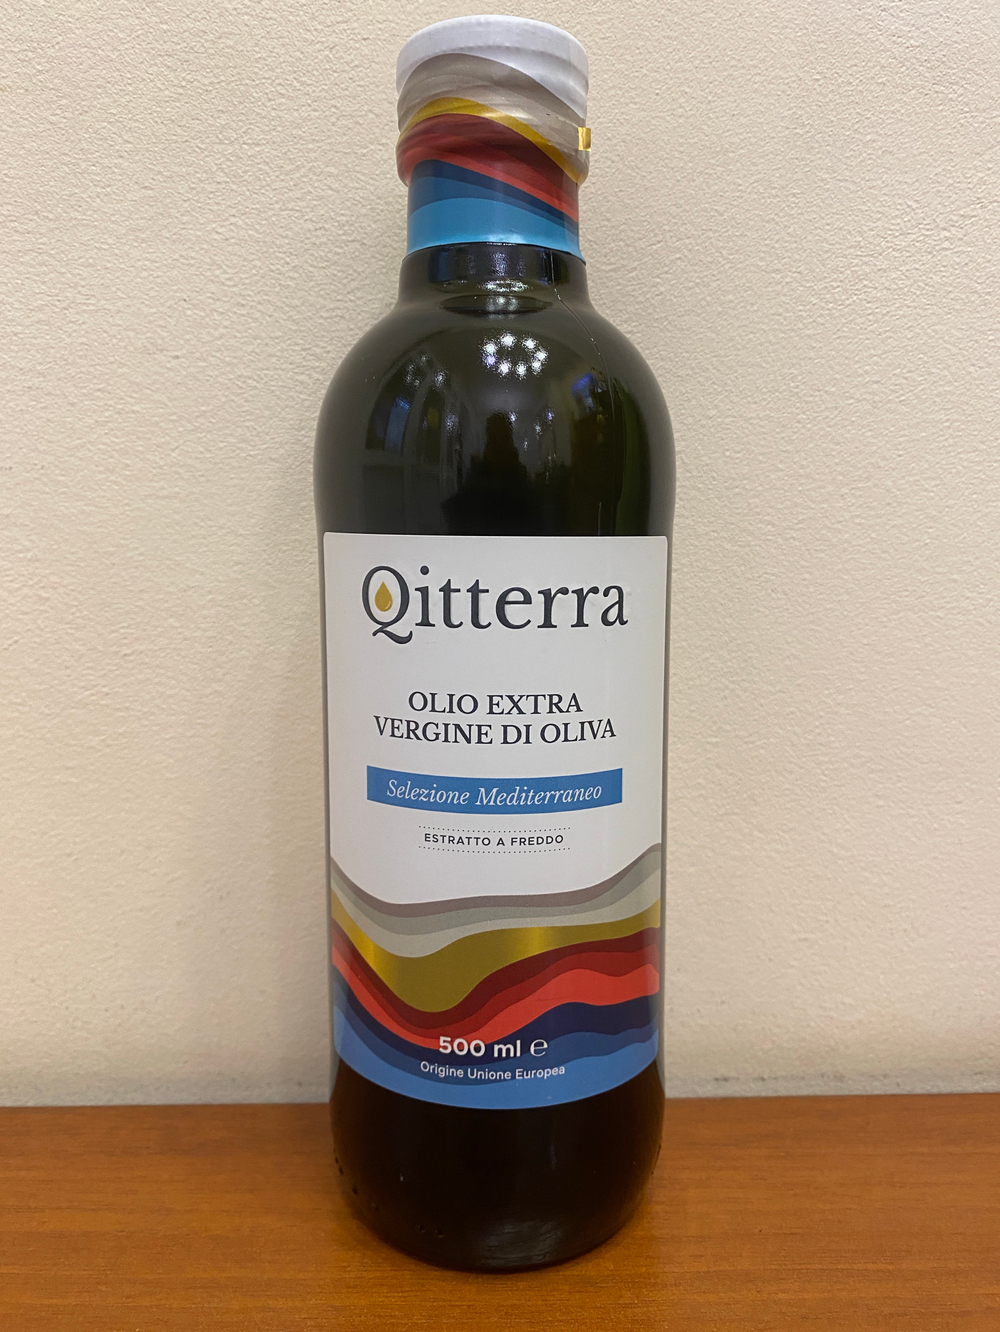 Qitterra
OLIO EXTRA
VERGINE DI OLIVA
Selezione Mediterraneo
ESTRATTO A FREDDO
500 ml ℮
Origine Unione Europea